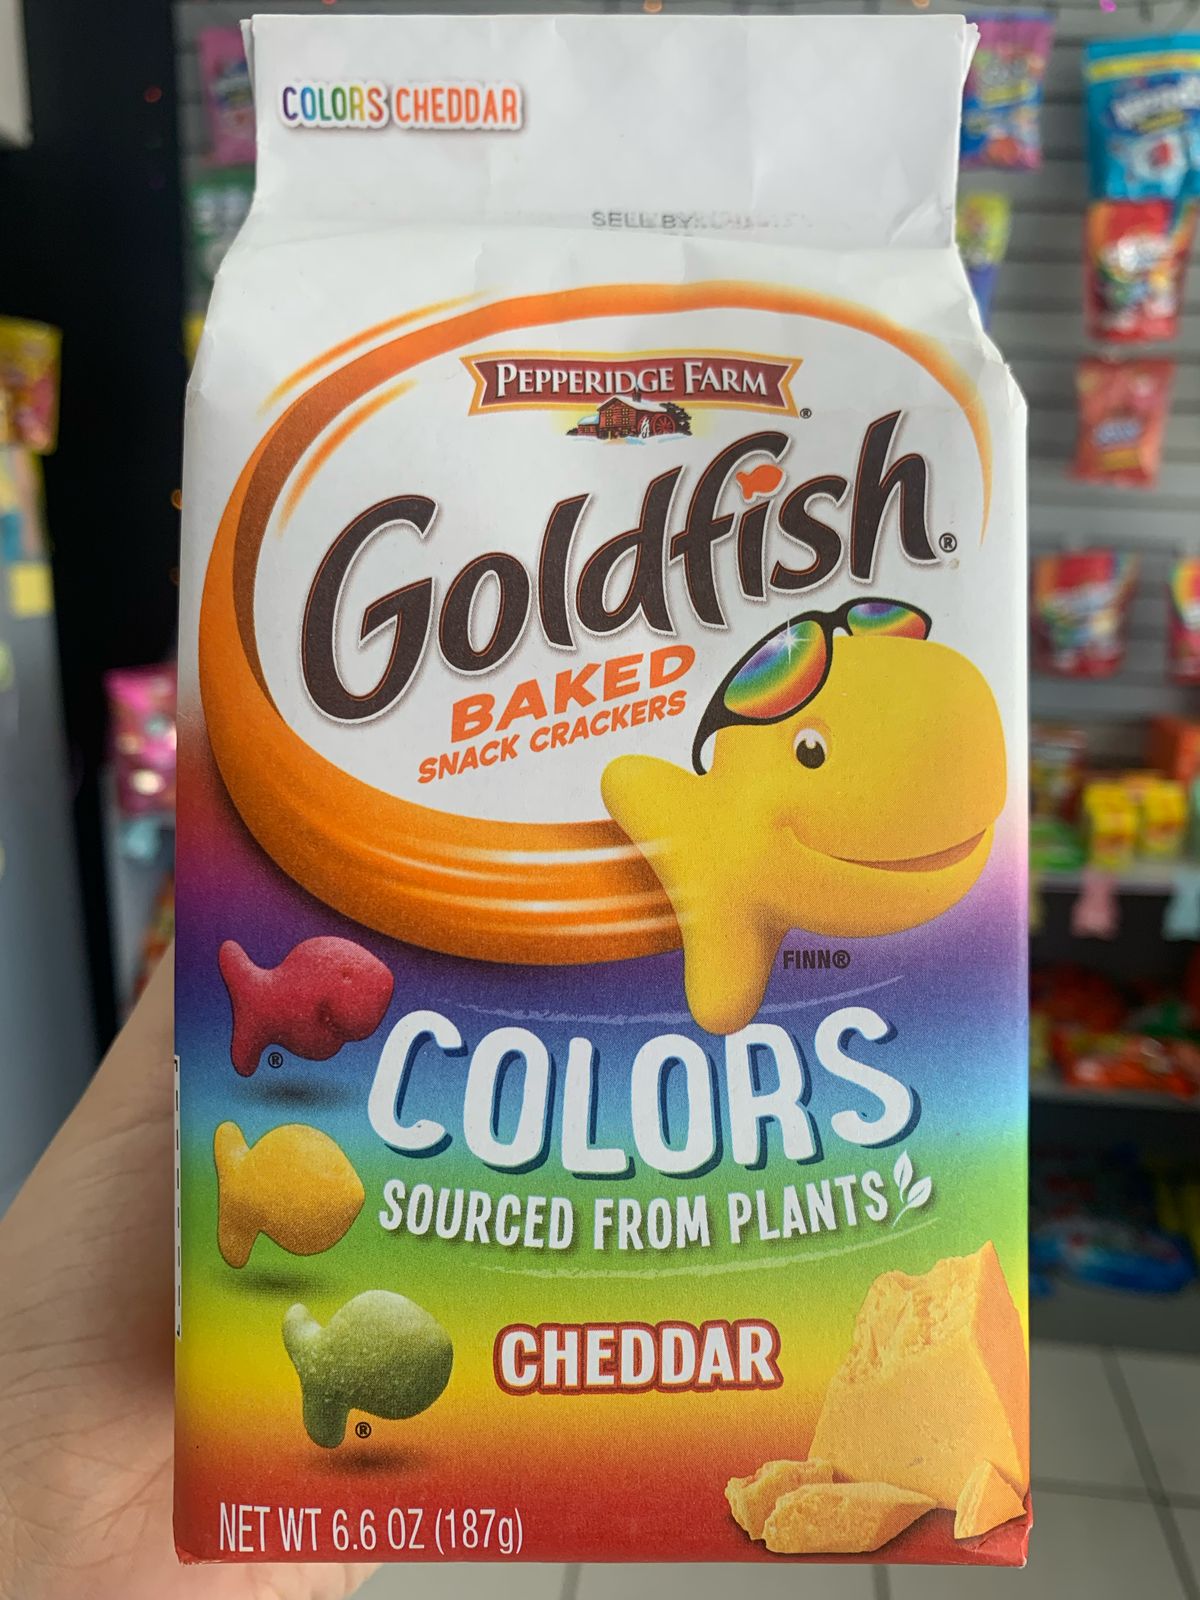 COLORS CHEDDAR
SELL BY
PEPPERIDGE FARM
®
Goldfish®
BAKED
SNACK CRACKERS
FINN®
®
COLORS
SOURCED FROM PLANTS
CHEDDAR
®
NET WT 6.6 OZ (187g)